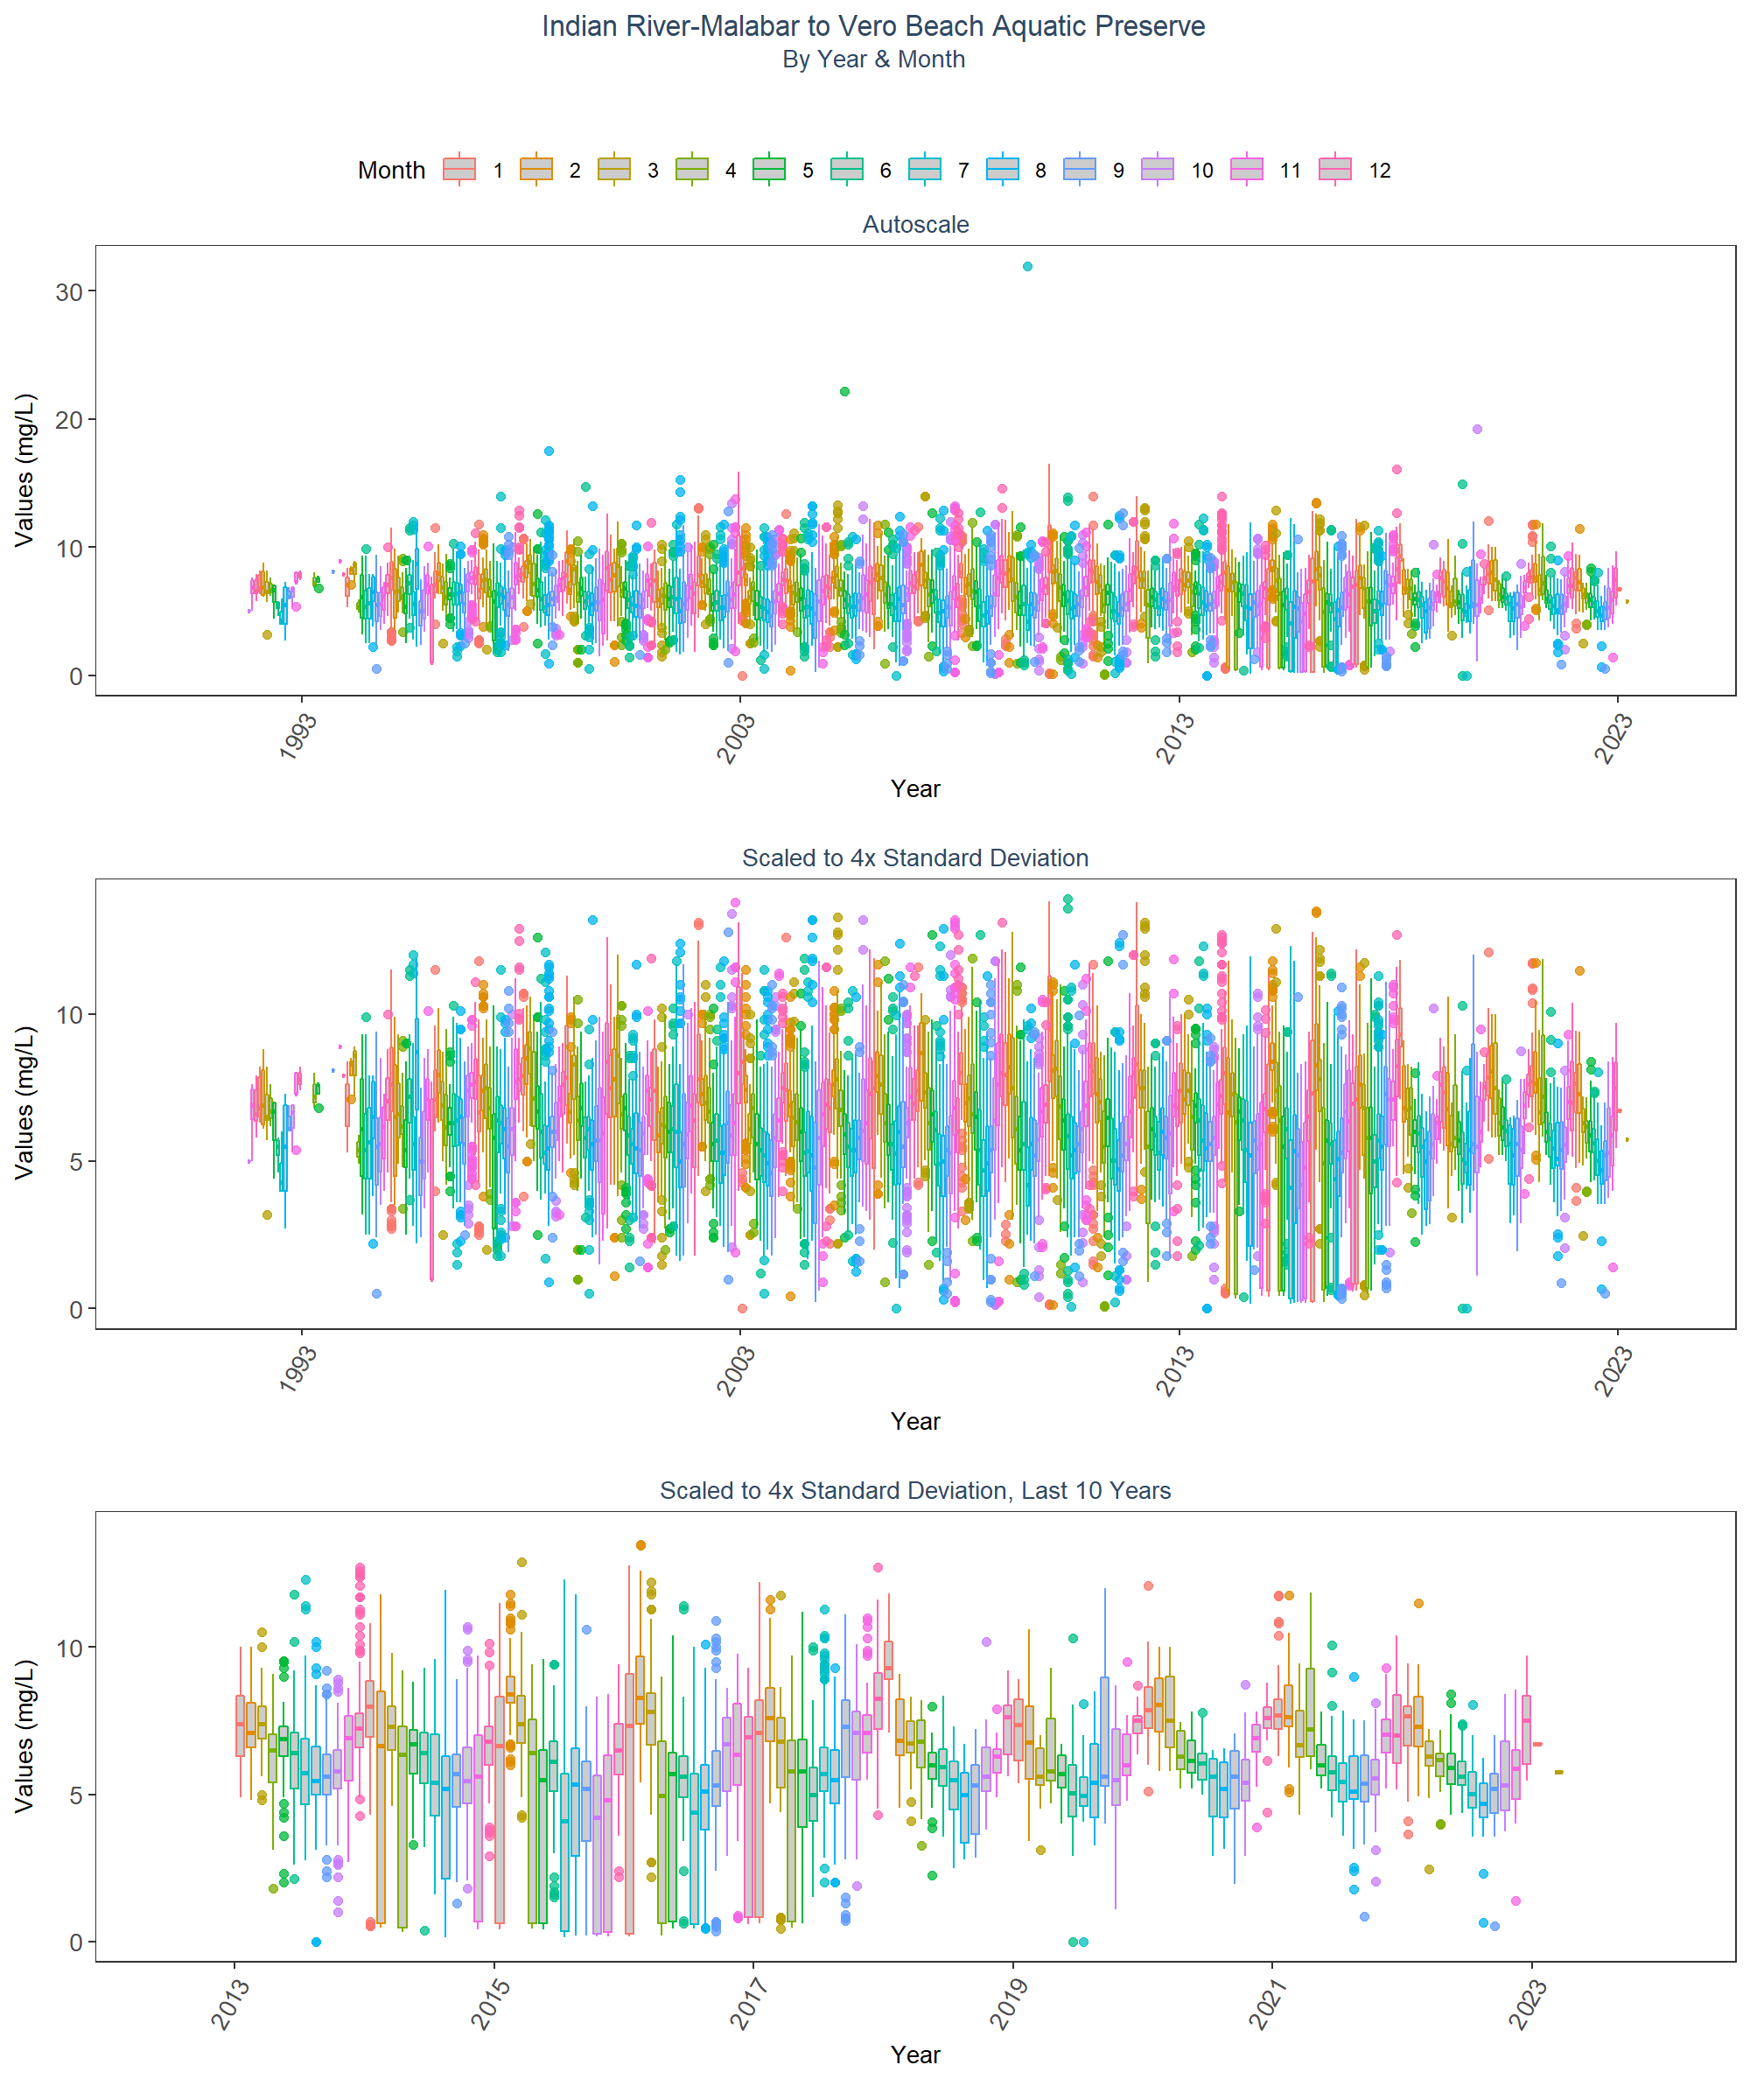 Indian River-Malabar to Vero Beach Aquatic Preserve
By Year & Month
Month 1 2 3 4 5 6 7 8 9 10 11 12
Autoscale
Values (mg/L)
30
20
10
0
1993 2003 2013 2023
Year
Scaled to 4x Standard Deviation
Values (mg/L)
10
5
0
1993 2003 2013 2023
Year
Scaled to 4x Standard Deviation, Last 10 Years
Values (mg/L)
10
5
0
2013 2015 2017 2019 2021 2023
Year